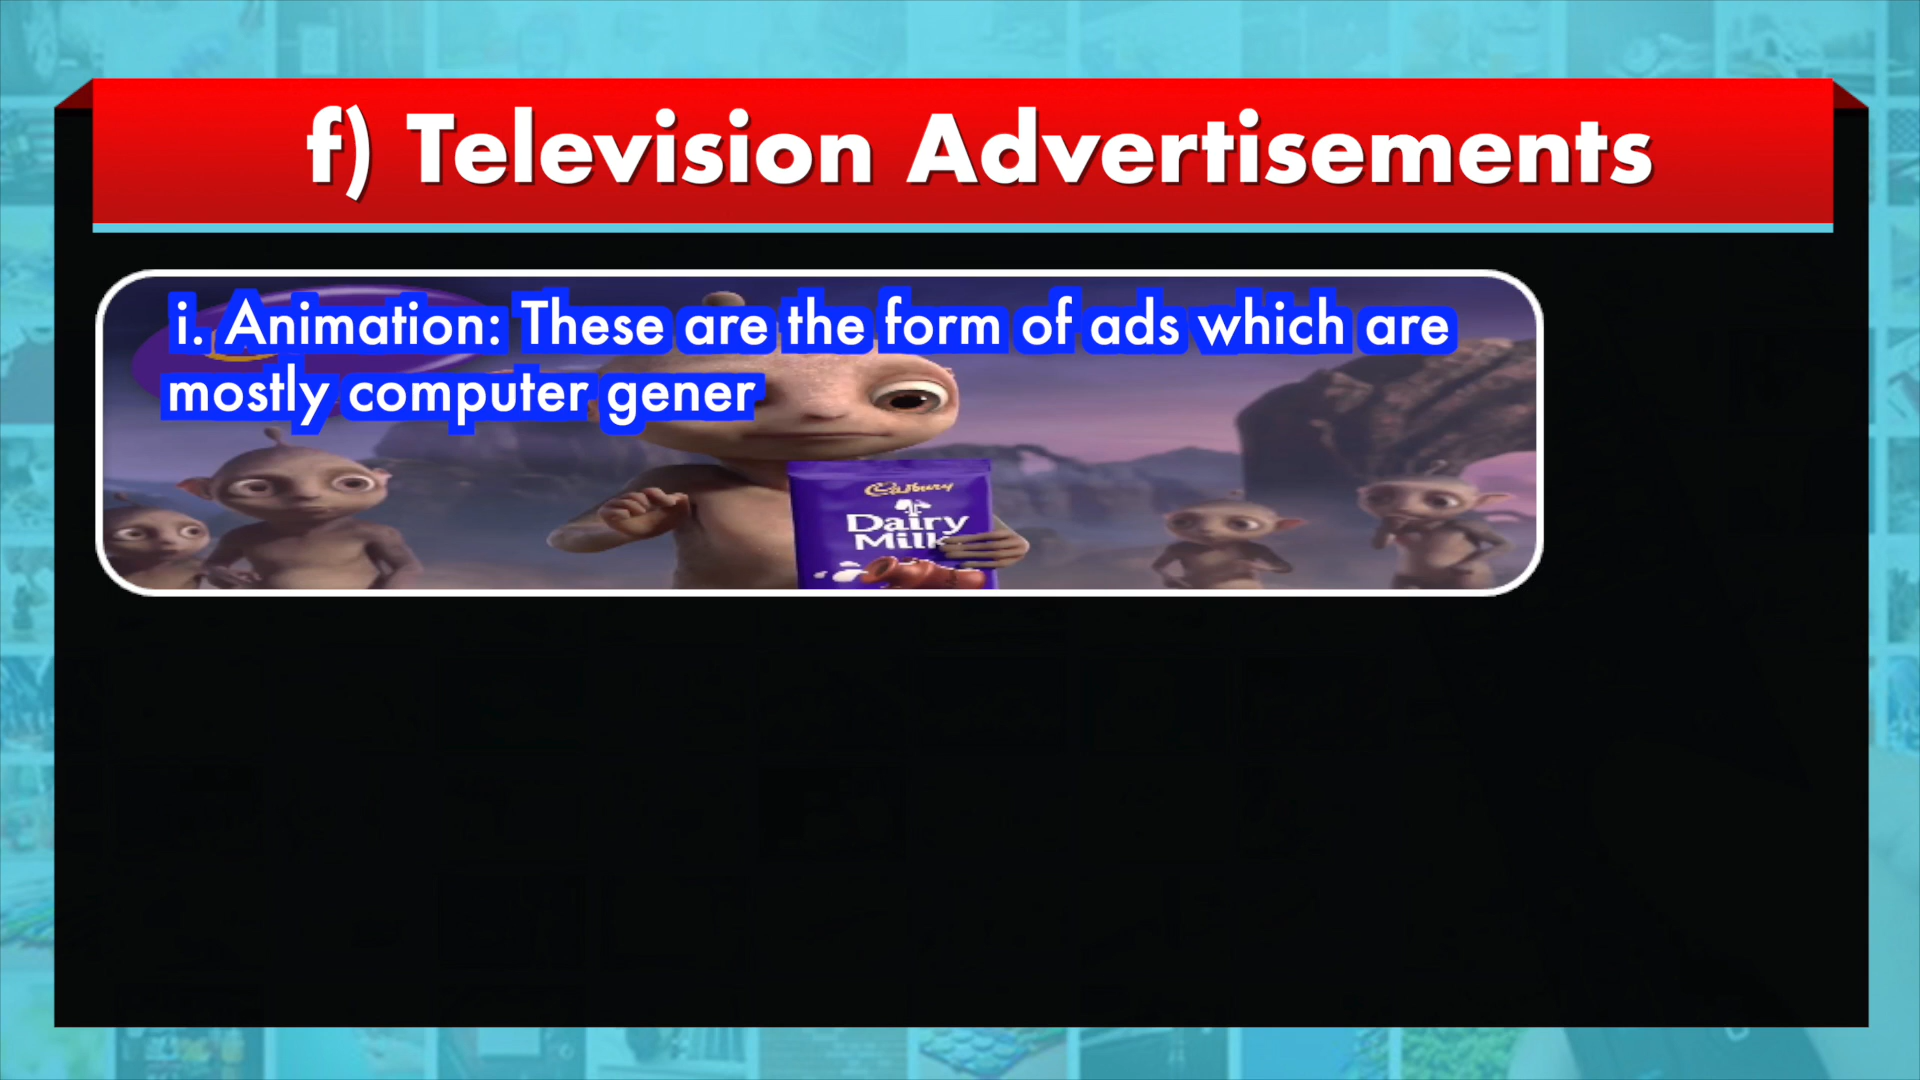 f) Television Advertisements
i. Animation: These are the form of ads which are
mostly computer gener
Cadbury
Dairy
Milk